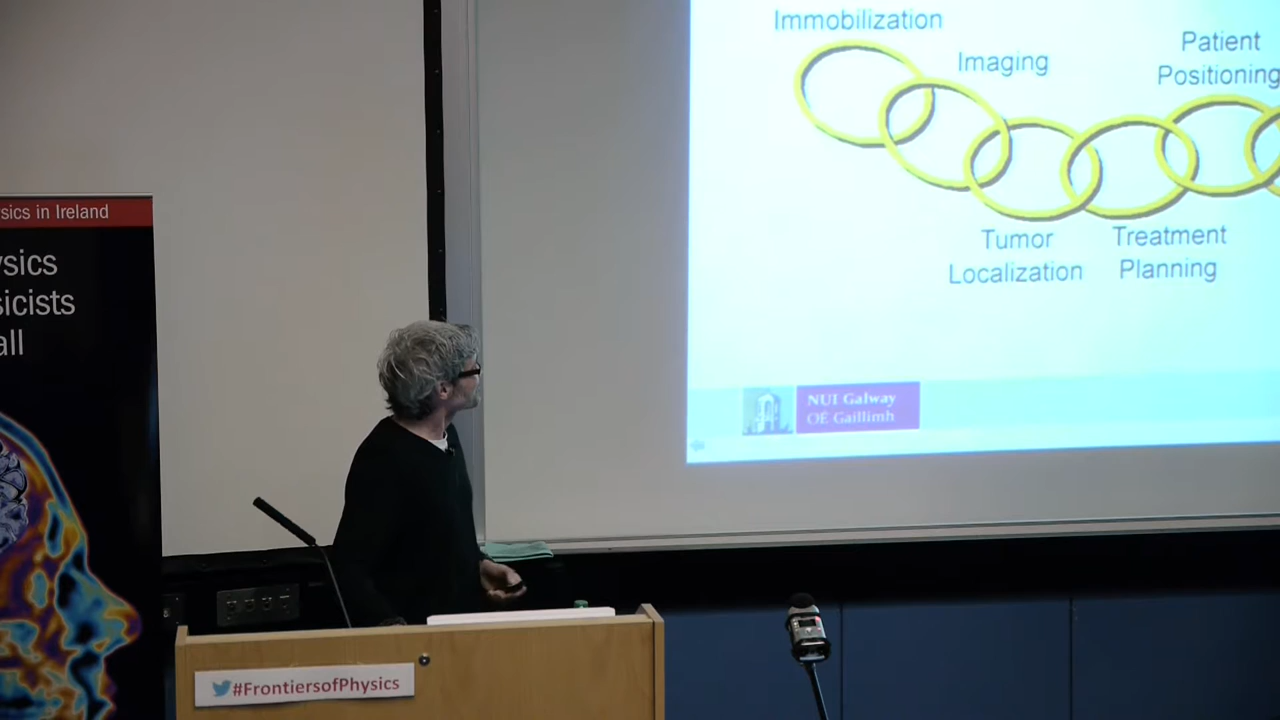 Immobilization
Imaging
Patient
Positioning
Tumor
Localization
Treatment
Planning
NUI Galway
OÉ Gaillimh
sics in Ireland
ysics
sicists
all
#FrontiersofPhysics